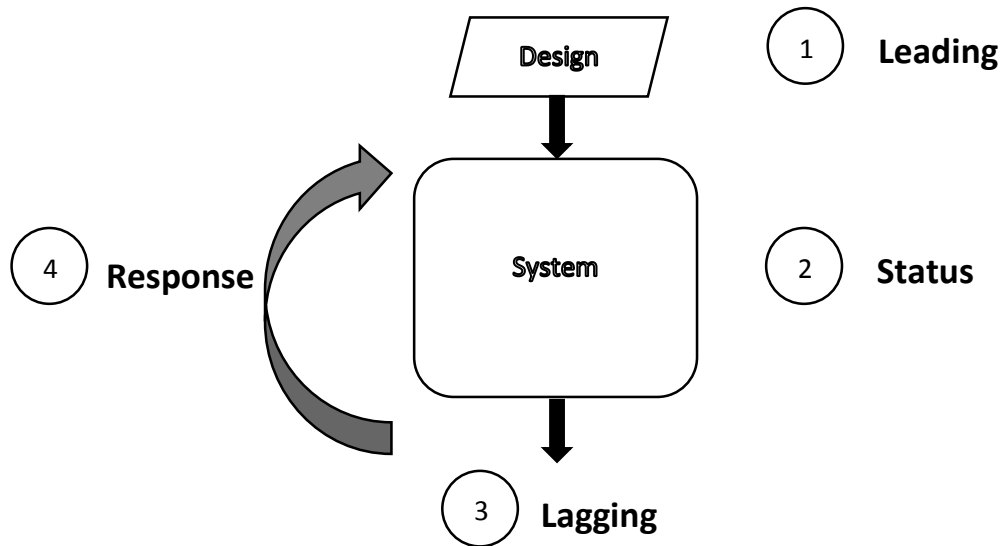 Design
1 Leading
System
4 Response
2 Status
3 Lagging